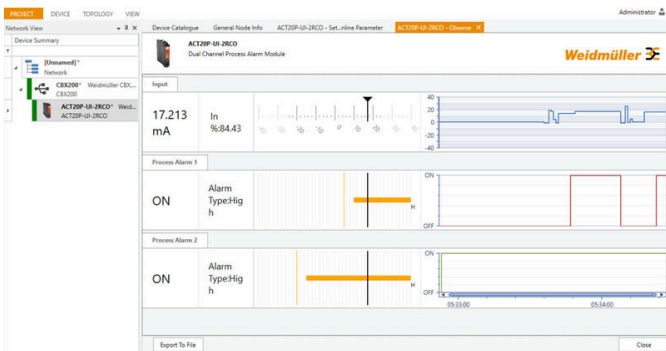 PROJECT DEVICE TOPOLOGY VIEW Administrator
Network View
Device Summary
[Unnamed]*
Network
CBX200* Weidmüller CBX,...
CBX200
ACT20P-UI-2RCO* Weid...
ACT20P-UI-2RCO
Device Catalogue General Node Info ACT20P-UI-2RCO - Set...nline Parameter ACT20P-UI-2RCO - Observe
ACT20P-UI-2RCO
Dual Channel Process Alarm Module
Weidmüller
Input
17.213
mA
In
%:84.43
40
20
0
-20
-40
Process Alarm 1
ON
Alarm
Type:Hig
h
H
ON
OFF
Process Alarm 2
ON
Alarm
Type:Hig
h
H
ON
OFF
05:33:00 05:34:00
Export To File Close